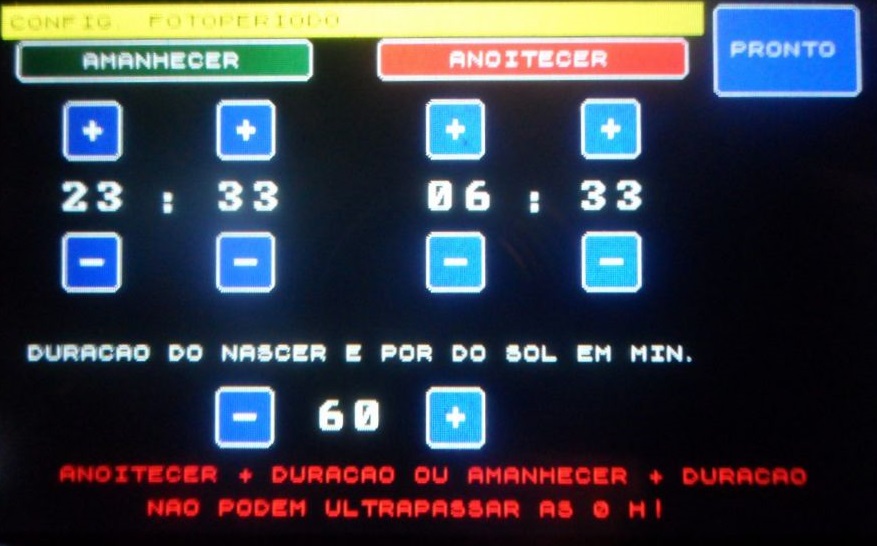 CONFIG. FOTOPERIODO
PRONTO
AMANHECER ANOITECER
+ + + +
23 : 33 06 : 33
- - - -
DURACAO DO NASCER E POR DO SOL EM MIN.
- 60 +
ANOITECER + DURACAO OU AMANHECER + DURACAO
NAO PODEM ULTRAPASSAR AS 0 H!